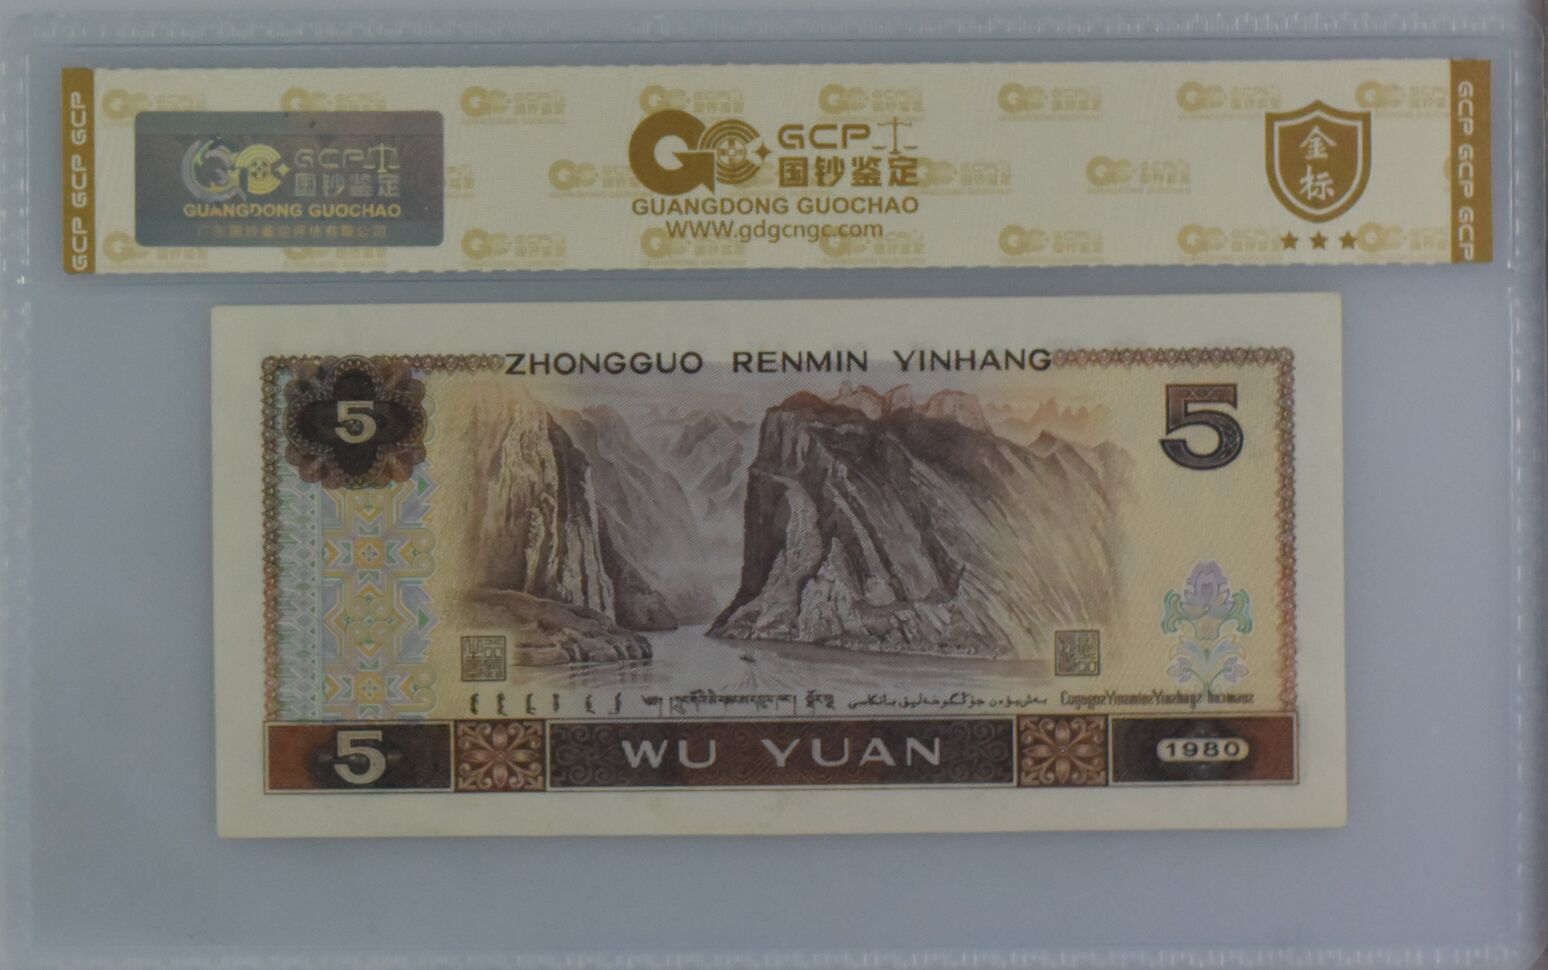 GCP GCP GCP
GCP
国钞鉴定
GUANGDONG GUOCHAO
广东国钞鉴定评估有限公司
GCP
国钞鉴定
GUANGDONG GUOCHAO
WWW.gdgcngc.com
金标
GCP GCP GCP
ZHONGGUO RENMIN YINHANG
5
5
5
WU YUAN
1980